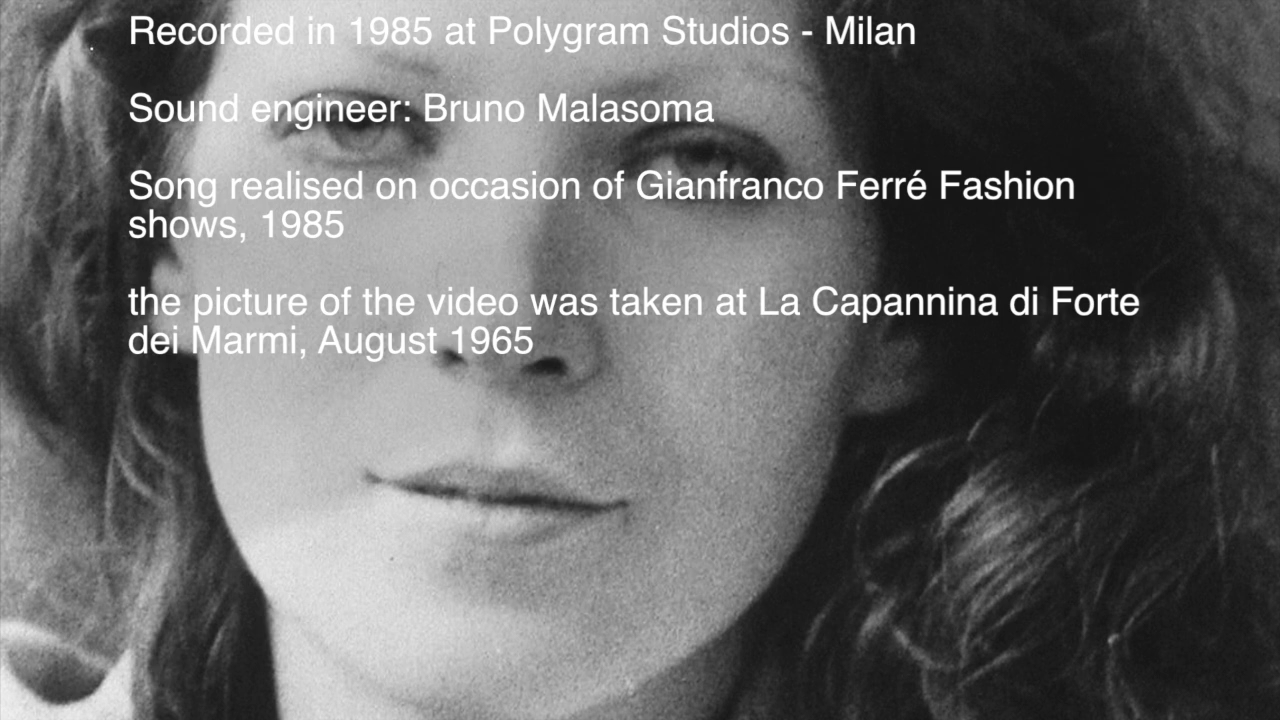 Recorded in 1985 at Polygram Studios - Milan
Sound engineer: Bruno Malasoma
Song realised on occasion of Gianfranco Ferré Fashion
shows, 1985
the picture of the video was taken at La Capannina di Forte
dei Marmi, August 1965